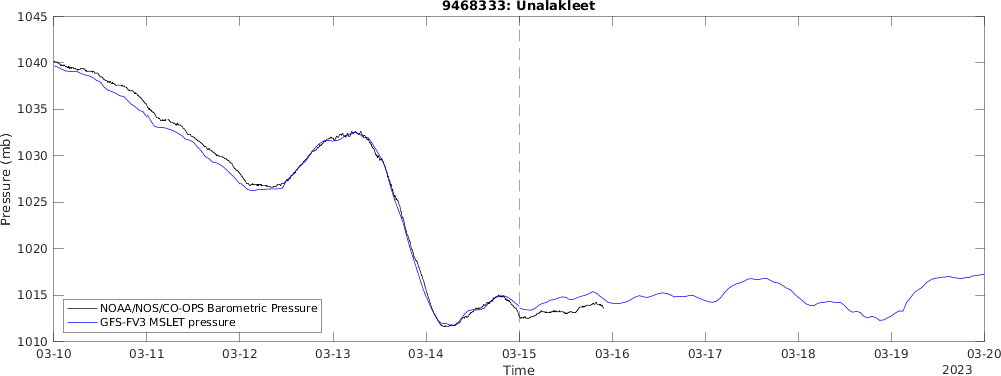 9468333: Unalakleet
1045
1040
1035
1030
1025
1020
1015
1010
Pressure (mb)
NOAA/NOS/CO-OPS Barometric Pressure
GFS-FV3 MSLET pressure
03-10 03-11 03-12 03-13 03-14 03-15 03-16 03-17 03-18 03-19 03-20
Time
2023